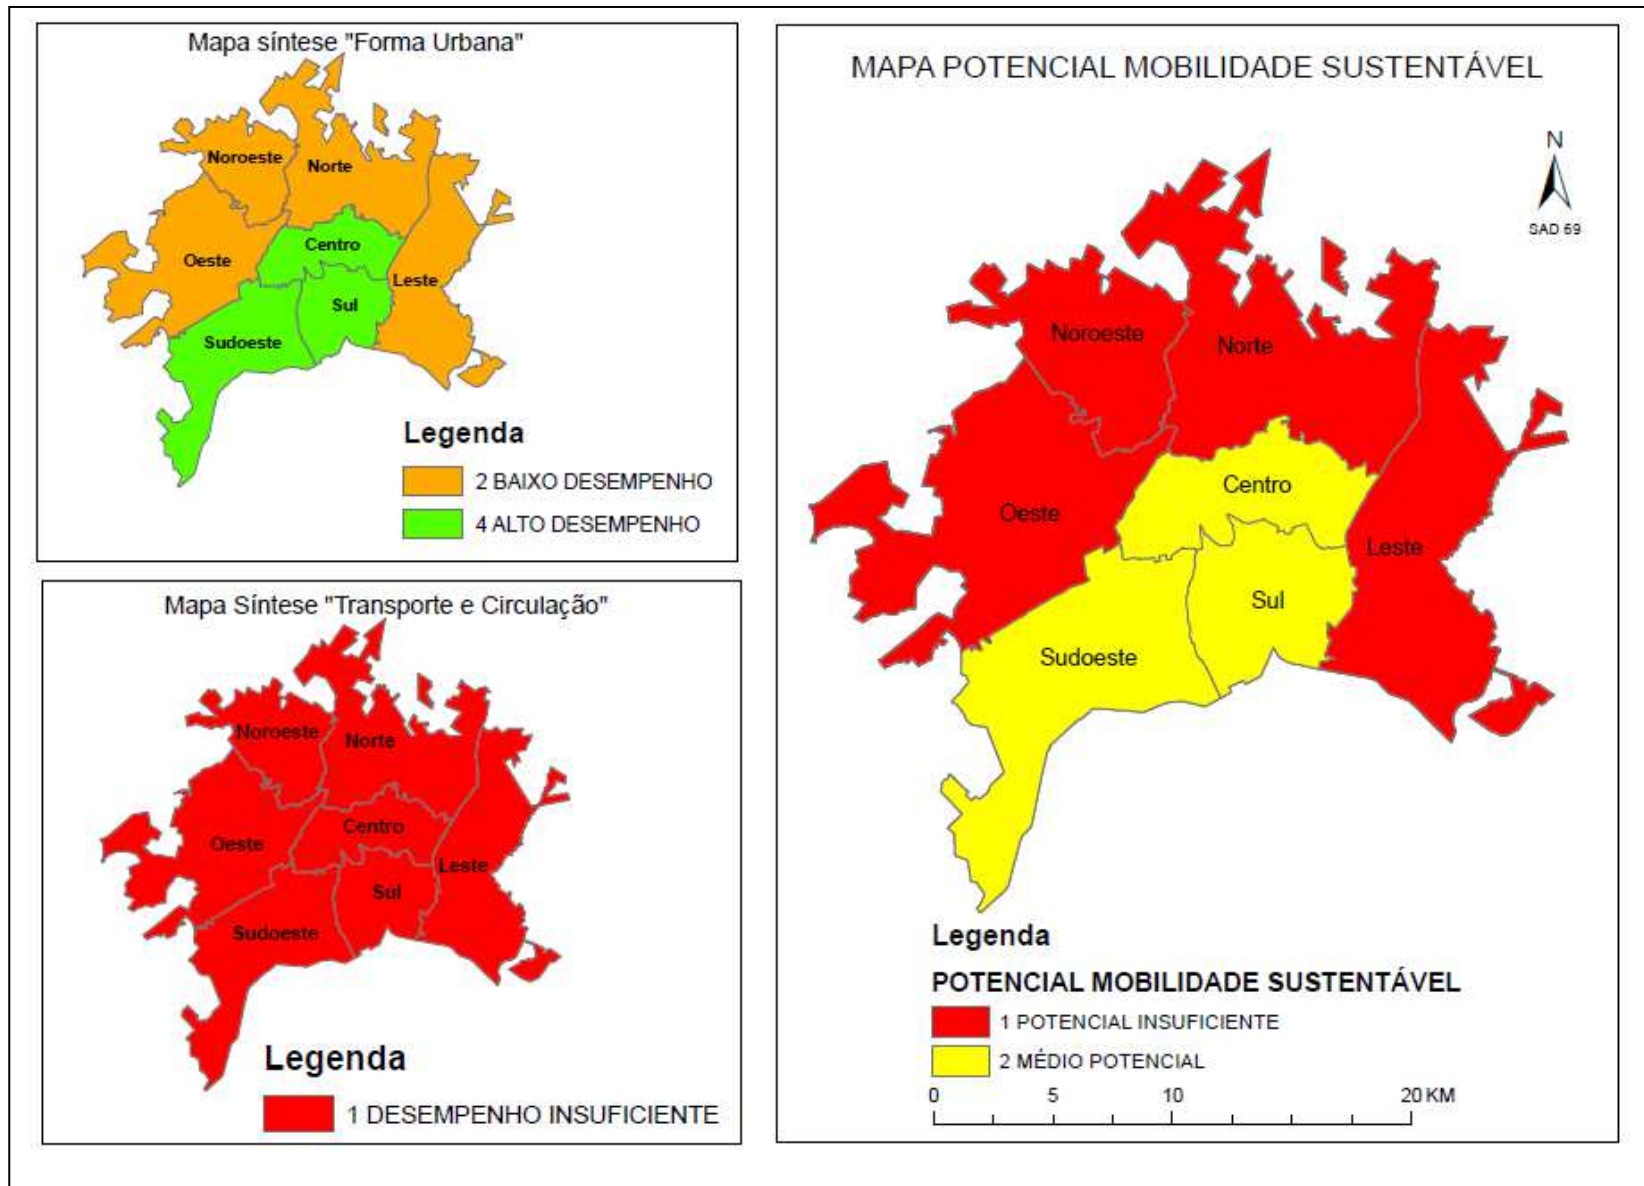 Mapa síntese "Forma Urbana"
Noroeste
Norte
Centro
Oeste
Leste
Sul
Sudoeste
Legenda
2 BAIXO DESEMPENHO
4 ALTO DESEMPENHO
Mapa Síntese "Transporte e Circulação"
Noroeste
Norte
Centro
Oeste
Leste
Sul
Sudoeste
Legenda
1 DESEMPENHO INSUFICIENTE
MAPA POTENCIAL MOBILIDADE SUSTENTÁVEL
N
SAD 69
Noroeste
Norte
Centro
Oeste
Leste
Sul
Sudoeste
Legenda
POTENCIAL MOBILIDADE SUSTENTÁVEL
1 POTENCIAL INSUFICIENTE
2 MÉDIO POTENCIAL
0 5 10 20 KM